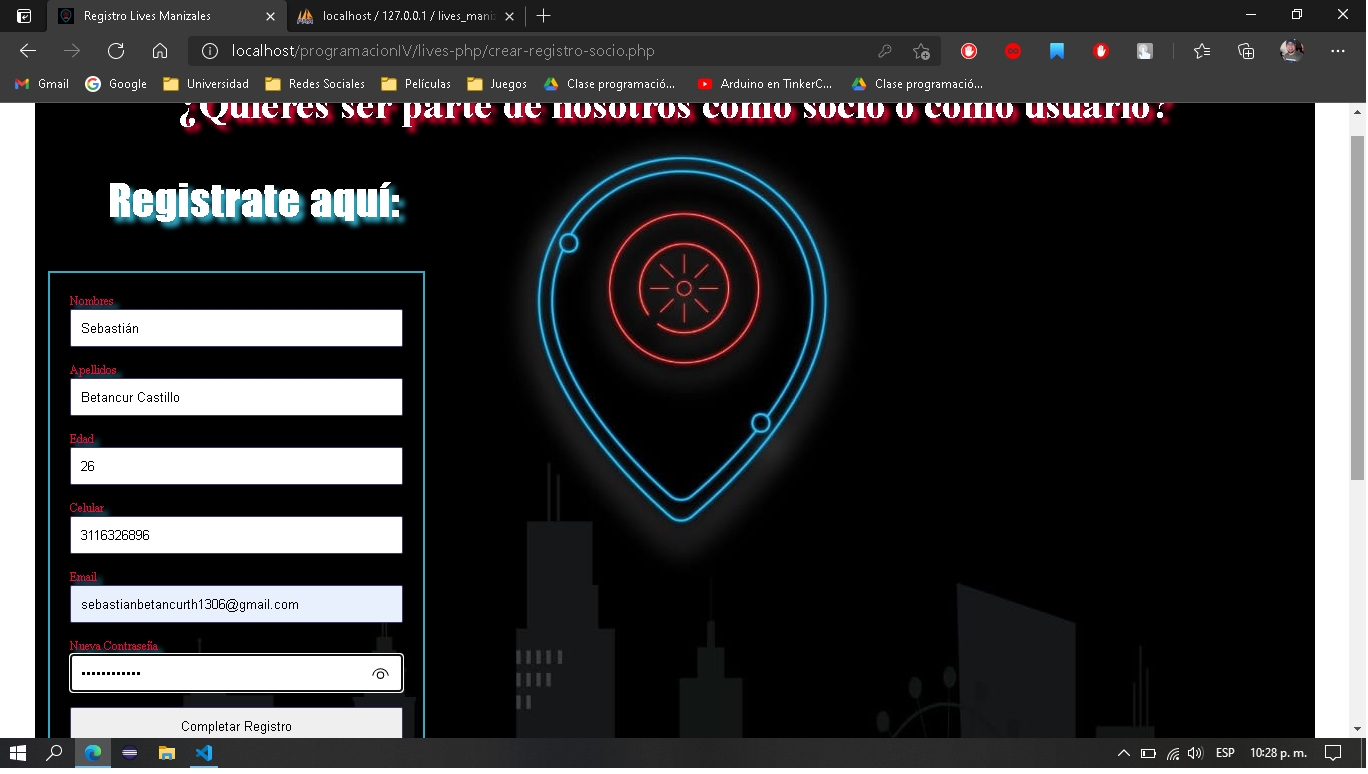 Registro Lives Manizales
localhost / 127.0.0.1 / lives_mani
localhost/programacionIV/lives-php/crear-registro-socio.php
Gmail Google Universidad Redes Sociales Películas Juegos Clase programació... Arduino en TinkerC... Clase programació...
¿Quieres ser parte de nosotros como socio o como usuario?
Registrate aquí:
Nombres
Sebastián
Apellidos
Betancur Castillo
Edad
26
Celular
3116326896
Email
sebastianbetancurth1306@gmail.com
Nueva Contraseña
••••••••••••
Completar Registro
ESP 10:28 p. m.